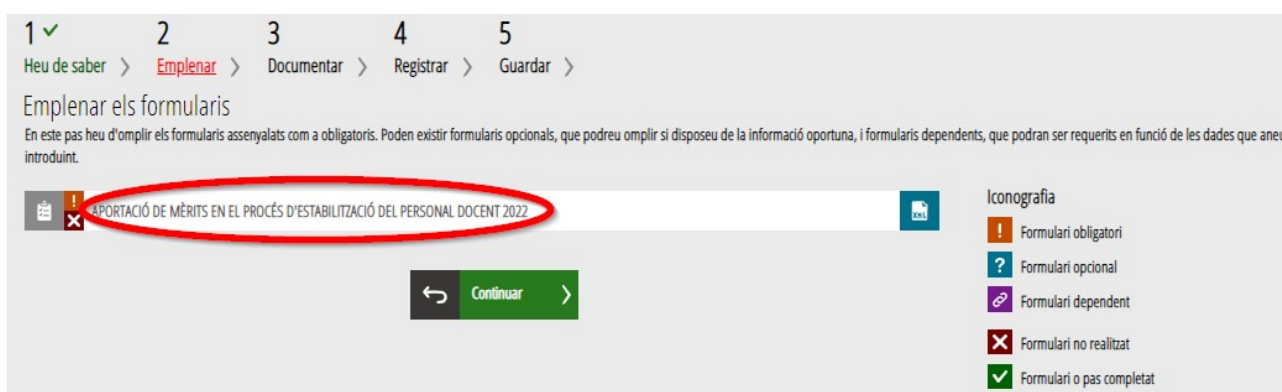 1 2 3 4 5
Heu de saber Emplenar Documentar Registrar Guardar
Emplenar els formularis
En este pas heu d'omplir els formularis assenyalats com a obligatoris. Poden existir formularis opcionals, que podreu omplir si disposeu de la informació oportuna, i formularis dependents, que podran ser requerits en funció de les dades que aneu
introduint.
! APORTACIÓ DE MÈRITS EN EL PROCÉS D'ESTABILITZACIÓ DEL PERSONAL DOCENT 2022 XML
Continuar
Iconografia
! Formulari obligatori
? Formulari opcional
Formulari dependent
Formulari no realitzat
Formulari o pas completat